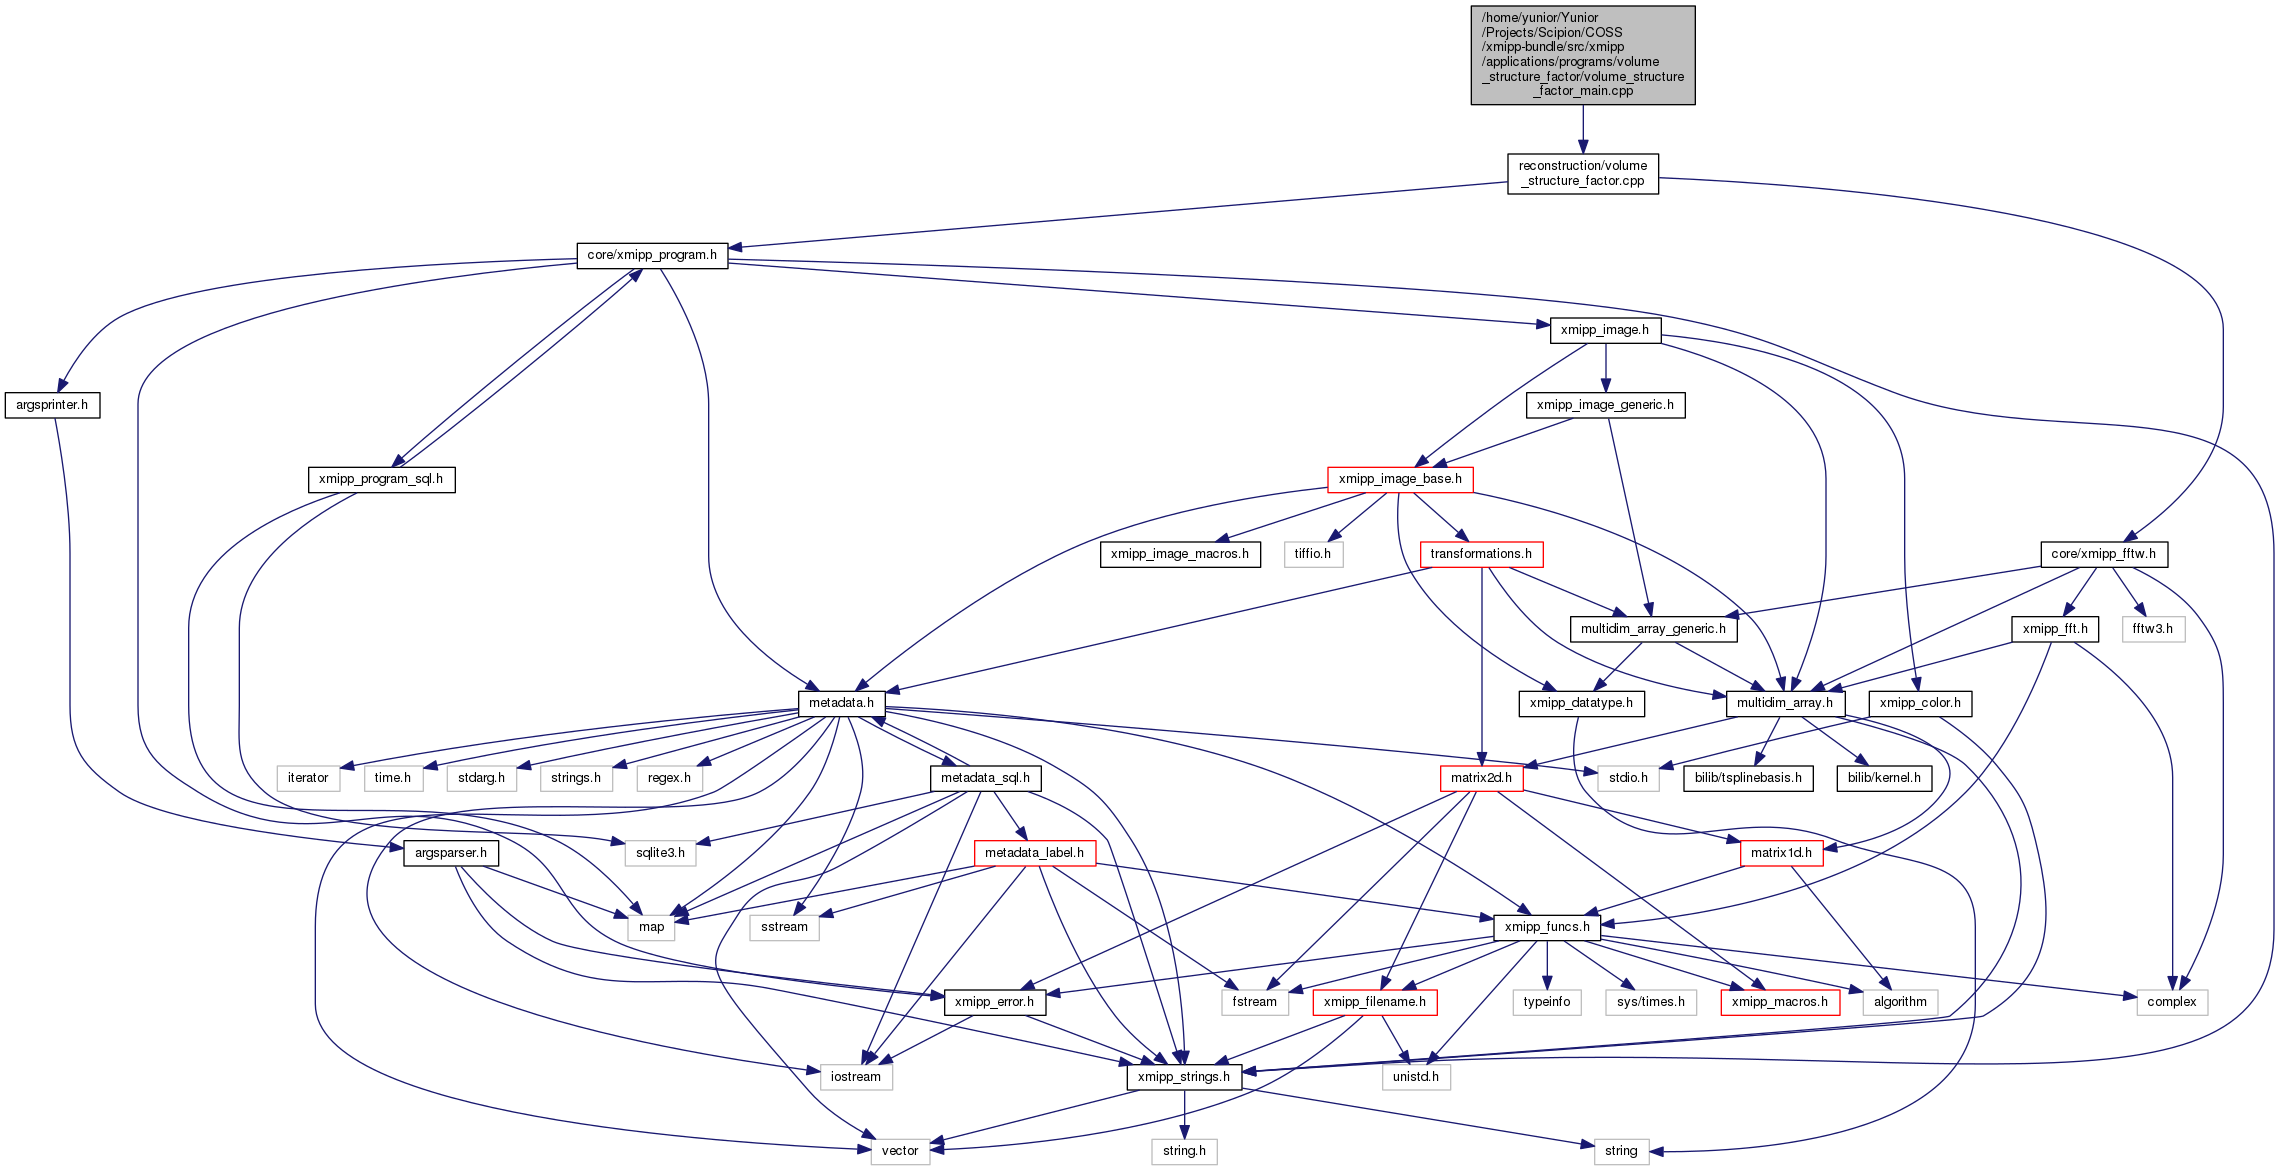 /home/yunior/Yunior
/Projects/Scipion/COSS
/xmipp-bundle/src/xmipp
/applications/programs/volume
_structure_factor/volume_structure
_factor_main.cpp
reconstruction/volume
_structure_factor.cpp
core/xmipp_program.h
xmipp_image.h
argsprinter.h
xmipp_image_generic.h
xmipp_program_sql.h
xmipp_image_base.h
xmipp_image_macros.h
tiffio.h
transformations.h
core/xmipp_fftw.h
multidim_array_generic.h
xmipp_fft.h
fftw3.h
metadata.h
xmipp_datatype.h
multidim_array.h
xmipp_color.h
iterator
time.h
stdarg.h
strings.h
regex.h
metadata_sql.h
matrix2d.h
stdio.h
bilib/tsplinebasis.h
bilib/kernel.h
argsparser.h
sqlite3.h
metadata_label.h
matrix1d.h
map
sstream
xmipp_funcs.h
xmipp_error.h
fstream
xmipp_filename.h
typeinfo
sys/times.h
xmipp_macros.h
algorithm
complex
iostream
xmipp_strings.h
unistd.h
vector
string.h
string